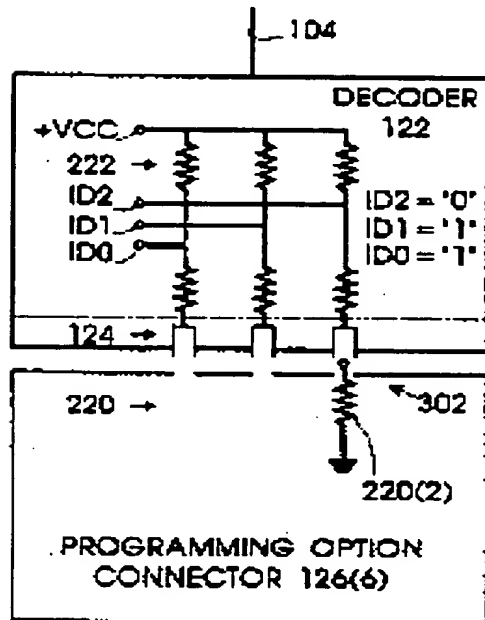 104
DECODER
122
+VCC
222
ID2
ID1
ID0
ID2 = "0"
ID1 = "1"
ID0 = "1"
124
220
302
220(2)
PROGRAMMING OPTION
CONNECTOR 126(6)